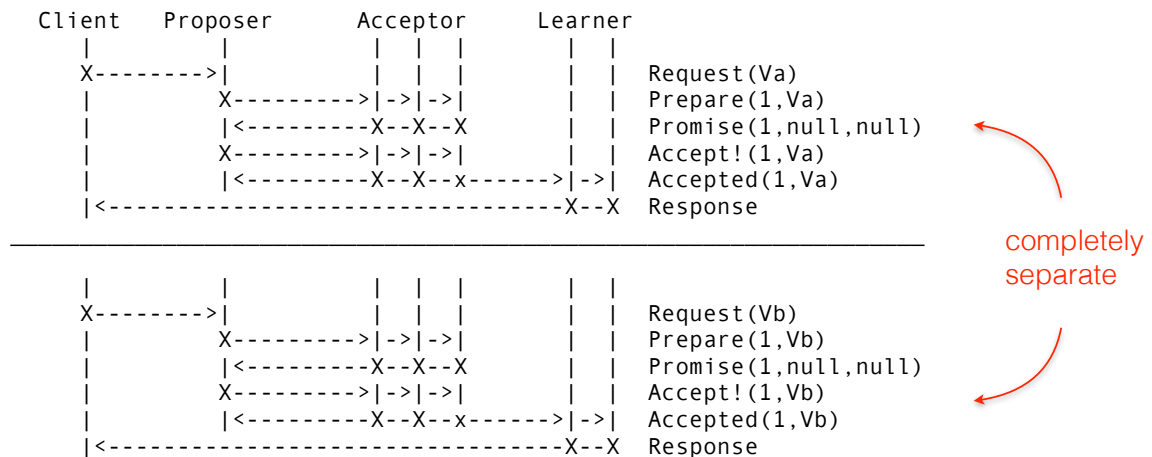 Client Proposer Acceptor Learner
| | | | | | |
X-------->| | | | | | Request(Va)
| X--------->|->|->| | | Prepare(1,Va)
| |<---------X--X--X | | Promise(1,null,null)
| X--------->|->|->| | | Accept!(1,Va)
| |<---------X--X--x------>|->| Accepted(1,Va)
|<---------------------------------X--X Response
completely
separate
| | | | | | |
X-------->| | | | | | Request(Vb)
| X--------->|->|->| | | Prepare(1,Vb)
| |<---------X--X--X | | Promise(1,null,null)
| X--------->|->|->| | | Accept!(1,Vb)
| |<---------X--X--x------>|->| Accepted(1,Vb)
|<---------------------------------X--X Response